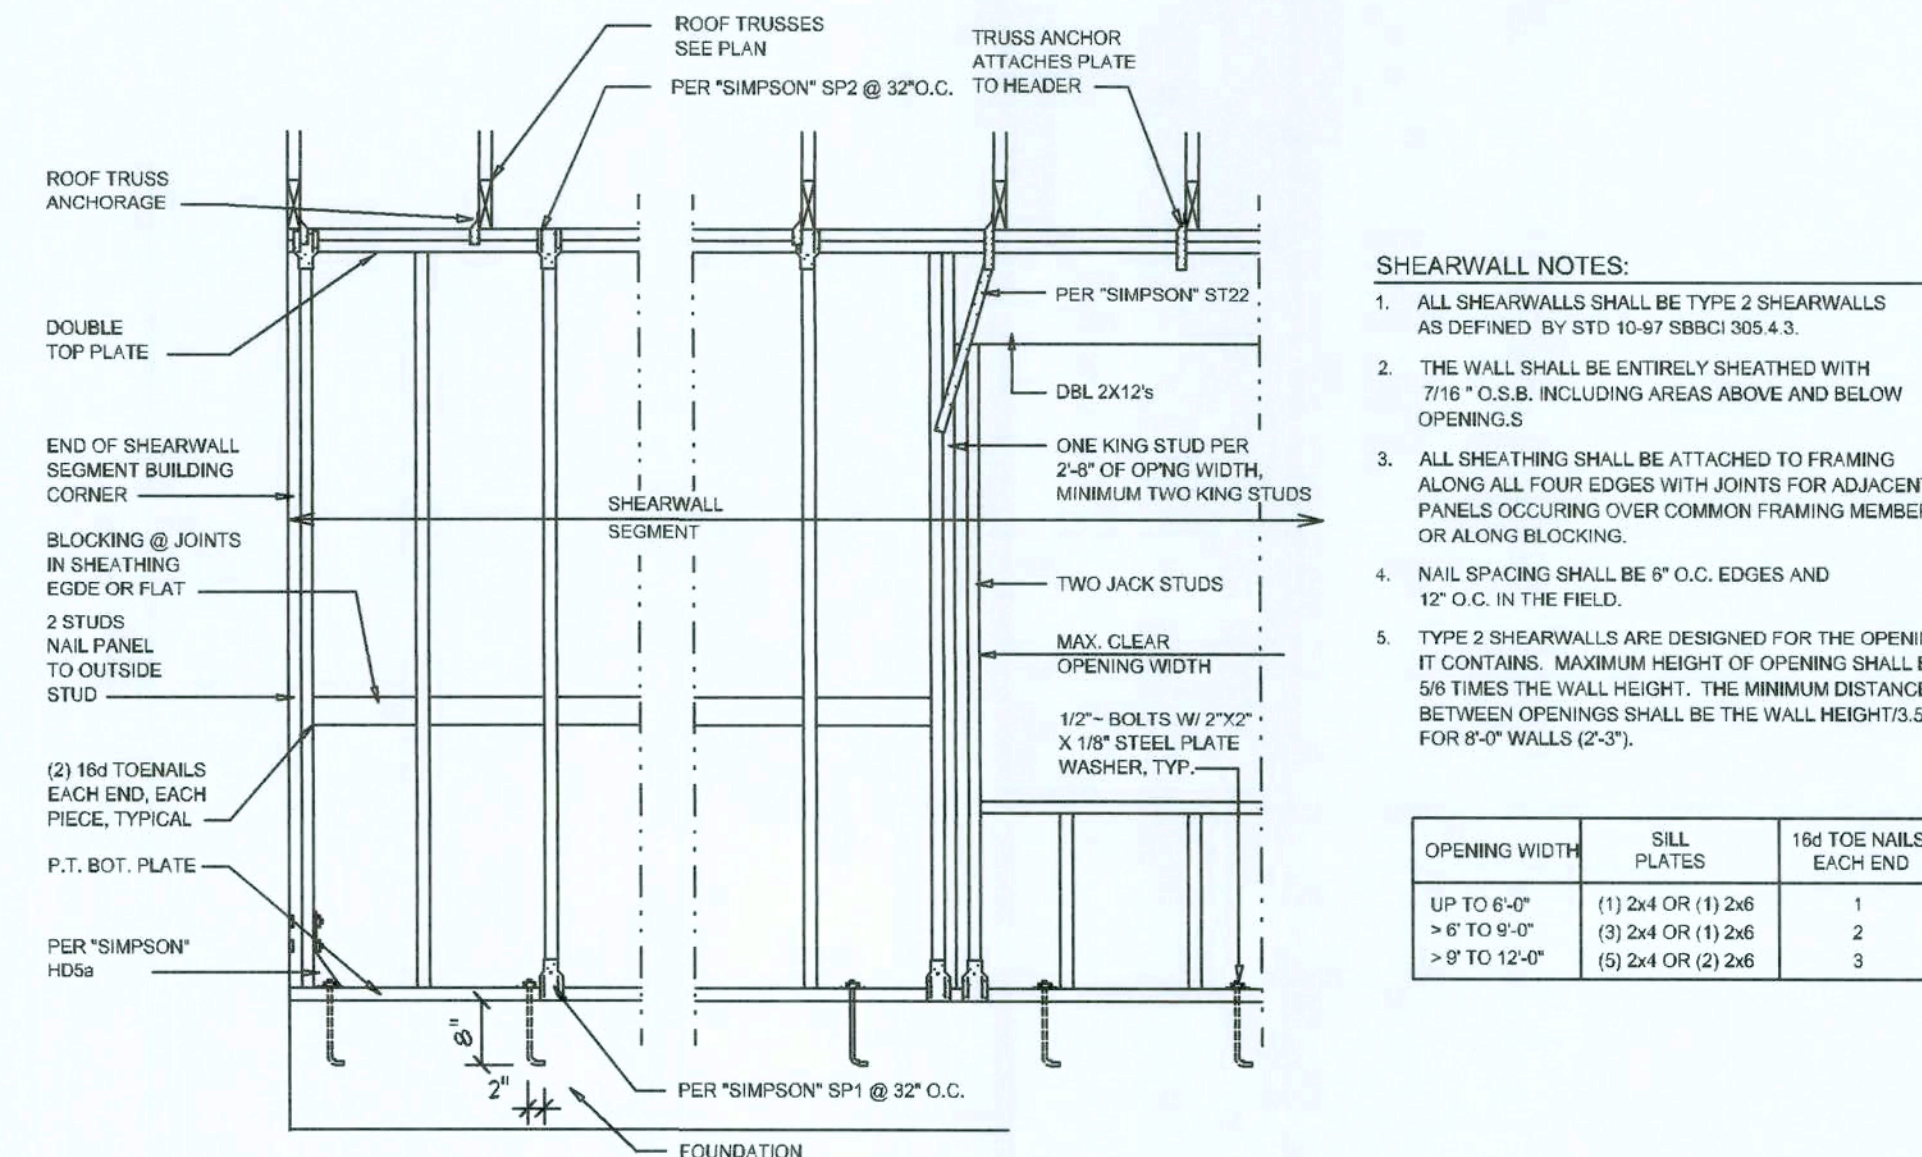 ROOF TRUSSES
SEE PLAN
PER "SIMPSON" SP2 @ 32"O.C.
TRUSS ANCHOR
ATTACHES PLATE
TO HEADER
ROOF TRUSS
ANCHORAGE
DOUBLE
TOP PLATE
END OF SHEARWALL
SEGMENT BUILDING
CORNER
BLOCKING @ JOINTS
IN SHEATHING
EGDE OR FLAT
2 STUDS
NAIL PANEL
TO OUTSIDE
STUD
(2) 16d TOENAILS
EACH END, EACH
PIECE, TYPICAL
P.T. BOT. PLATE
PER "SIMPSON"
HD5a
SHEARWALL
SEGMENT
PER "SIMPSON" ST22
DBL 2X12's
ONE KING STUD PER
2'-8" OF OP'NG WIDTH,
MINIMUM TWO KING STUDS
TWO JACK STUDS
MAX. CLEAR
OPENING WIDTH
1/2"~ BOLTS W/ 2"X2"
X 1/8" STEEL PLATE
WASHER, TYP.
8"
2"
PER "SIMPSON" SP1 @ 32" O.C.
FOUNDATION
SHEARWALL NOTES:
1. ALL SHEARWALLS SHALL BE TYPE 2 SHEARWALLS
AS DEFINED BY STD 10-97 SBBCI 305.4.3.
2. THE WALL SHALL BE ENTIRELY SHEATHED WITH
7/16 " O.S.B. INCLUDING AREAS ABOVE AND BELOW
OPENING.S
3. ALL SHEATHING SHALL BE ATTACHED TO FRAMING
ALONG ALL FOUR EDGES WITH JOINTS FOR ADJACENT
PANELS OCCURING OVER COMMON FRAMING MEMBER
OR ALONG BLOCKING.
4. NAIL SPACING SHALL BE 6" O.C. EDGES AND
12" O.C. IN THE FIELD.
5. TYPE 2 SHEARWALLS ARE DESIGNED FOR THE
IT CONTAINS. MAXIMUM HEIGHT OF OPENING SHALL
5/6 TIMES THE WALL HEIGHT. THE MINIMUM DISTANCE
BETWEEN OPENINGS SHALL BE THE WALL HEIGHT/3.5
FOR 8'-0" WALLS (2'-3").
OPENING WIDTH
SILL
PLATES
16d TOE NAILS
EACH END
UP TO 6'-0" (1) 2x4 OR (1) 2x6 1
> 6' TO 9'-0" (3) 2x4 OR (1) 2x6 2
> 9' TO 12'-0" (5) 2x4 OR (2) 2x6 3